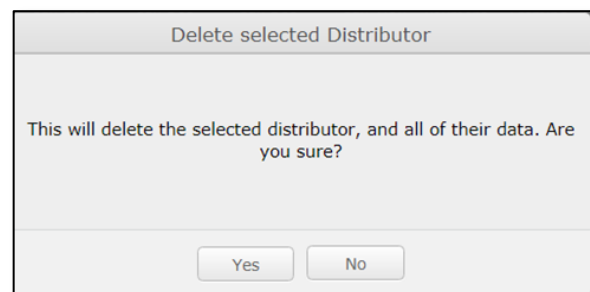 Delete selected Distributor
This will delete the selected distributor, and all of their data. Are
you sure?
Yes
No